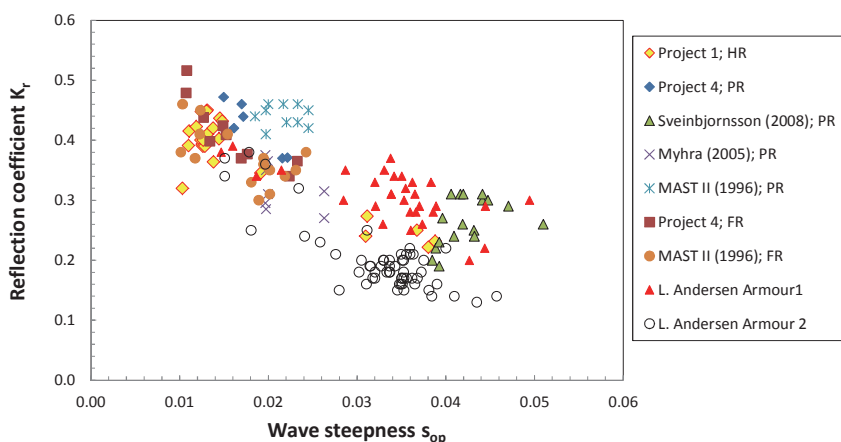 0.6
0.5
0.4
0.3
0.2
0.1
0.0
Reflection coefficient Kr
0.00 0.01 0.02 0.03 0.04 0.05 0.06
Wave steepness sop
Project 1; HR
Project 4; PR
Sveinbjornsson (2008); PR
Myhra (2005); PR
MAST II (1996); PR
Project 4; FR
MAST II (1996); FR
L. Andersen Armour1
L. Andersen Armour 2